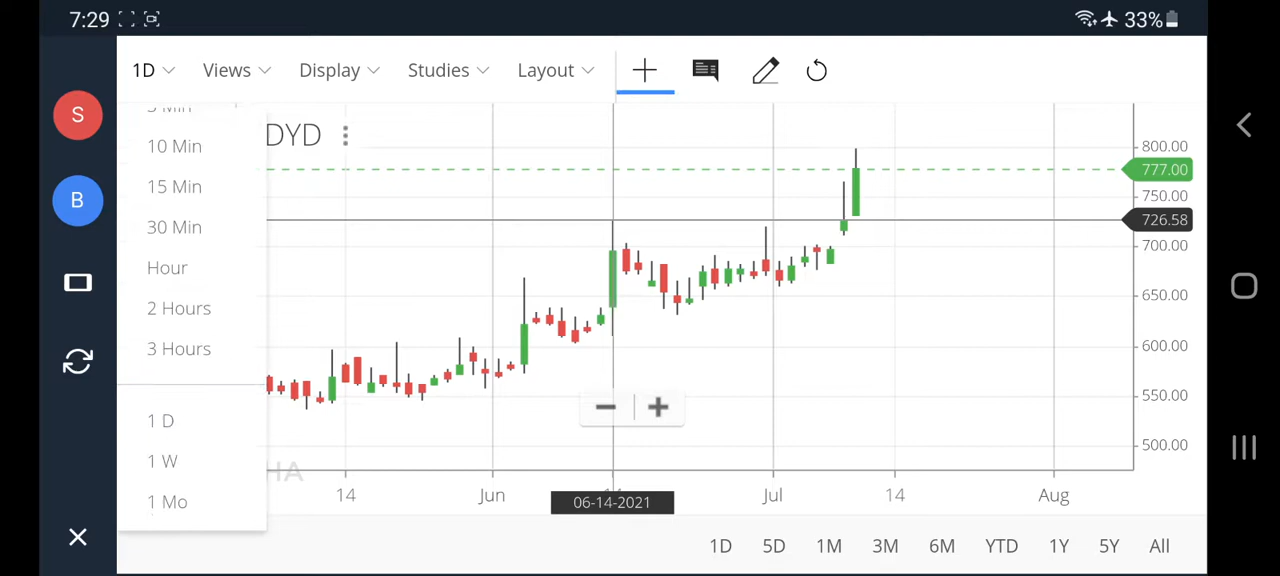 7:29
33%
1D Views Display Studies Layout
S
B
5 Min
10 Min
15 Min
30 Min
Hour
2 Hours
3 Hours
1 D
1 W
1 Mo
DYD
800.00
777.00
750.00
726.58
700.00
650.00
600.00
550.00
500.00
HA
14 Jun 06-14-2021 Jul 14 Aug
1D 5D 1M 3M 6M YTD 1Y 5Y All